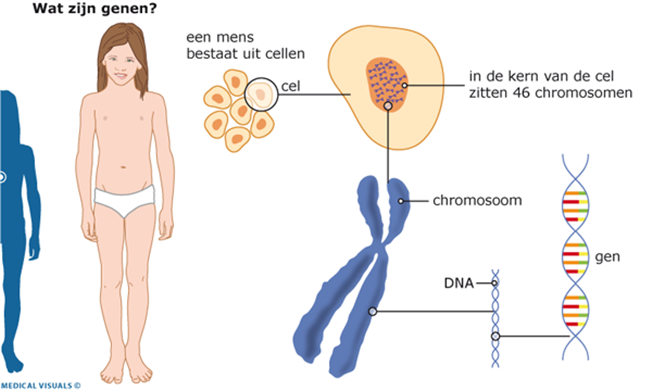 Wat zijn genen?
een mens
bestaat uit cellen
cel
in de kern van de cel
zitten 46 chromosomen
chromosoom
DNA
gen
MEDICAL VISUALS ©